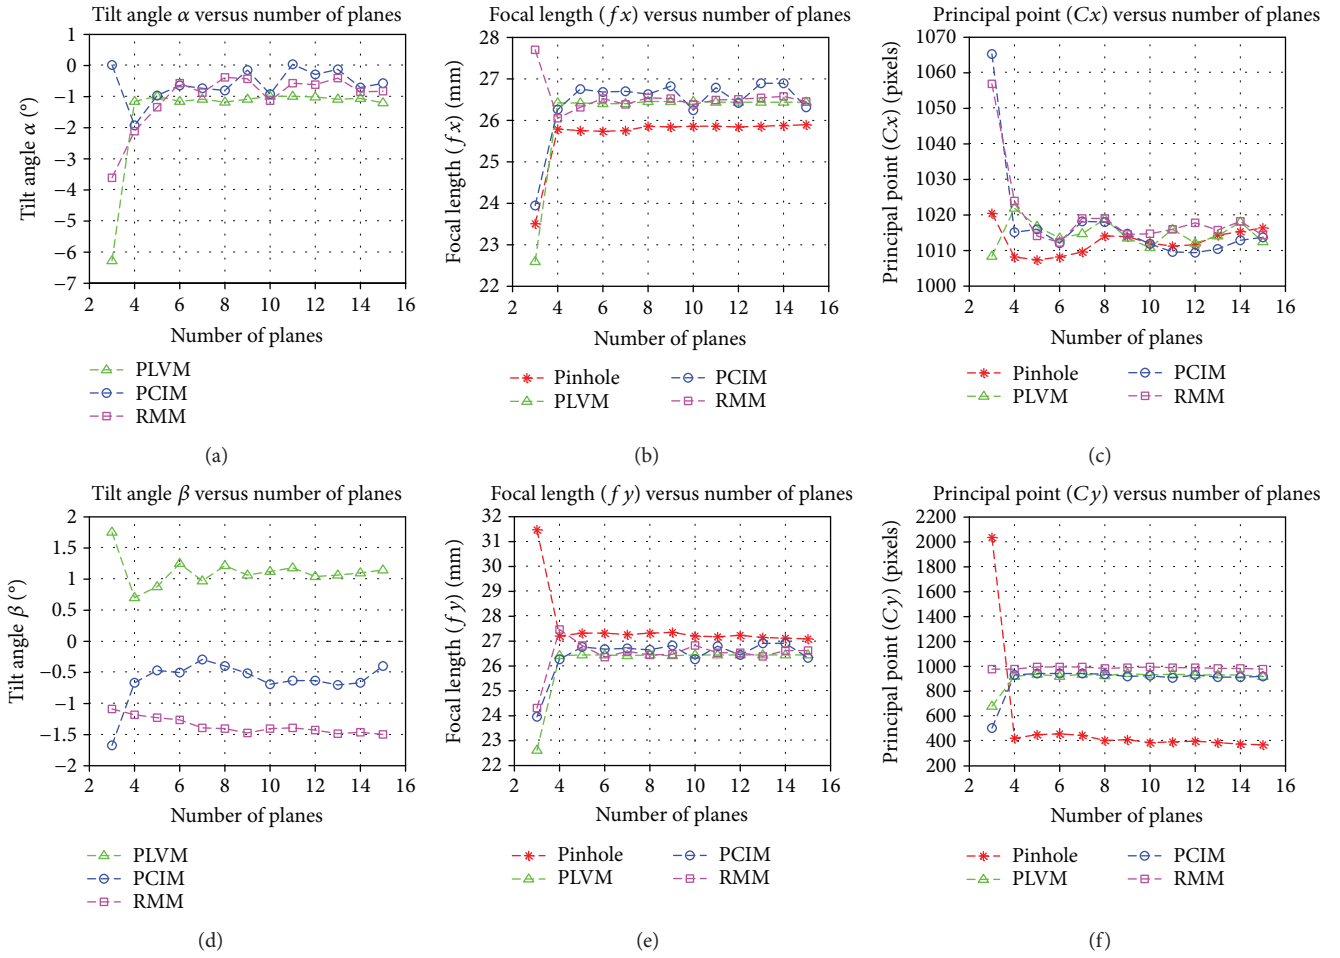 Tilt angle α versus number of planes
1
0
−1
−2
−3
−4
−5
−6
−7
Tilt angle α (°)
2 4 6 8 10 12 14 16
Number of planes
PLVM
PCIM
RMM
(a)
Focal length (fx) versus number of planes
28
27
26
25
24
23
22
Focal length (fx) (mm)
2 4 6 8 10 12 14 16
Number of planes
Pinhole
PLVM
PCIM
RMM
(b)
Principal point (Cx) versus number of planes
1070
1060
1050
1040
1030
1020
1010
1000
Principal point (Cx) (pixels)
2 4 6 8 10 12 14 16
Number of planes
Pinhole
PLVM
PCIM
RMM
(c)
Tilt angle β versus number of planes
2
1.5
1
0.5
0
−0.5
−1
−1.5
−2
Tilt angle β (°)
2 4 6 8 10 12 14 16
Number of planes
PLVM
PCIM
RMM
(d)
Focal length (fy) versus number of planes
32
31
30
29
28
27
26
25
24
23
22
Focal length (fy) (mm)
2 4 6 8 10 12 14 16
Number of planes
Pinhole
PLVM
PCIM
RMM
(e)
Principal point (Cy) versus number of planes
2200
2000
1800
1600
1400
1200
1000
800
600
400
200
Principal point (Cy) (pixels)
2 4 6 8 10 12 14 16
Number of planes
Pinhole
PLVM
PCIM
RMM
(f)